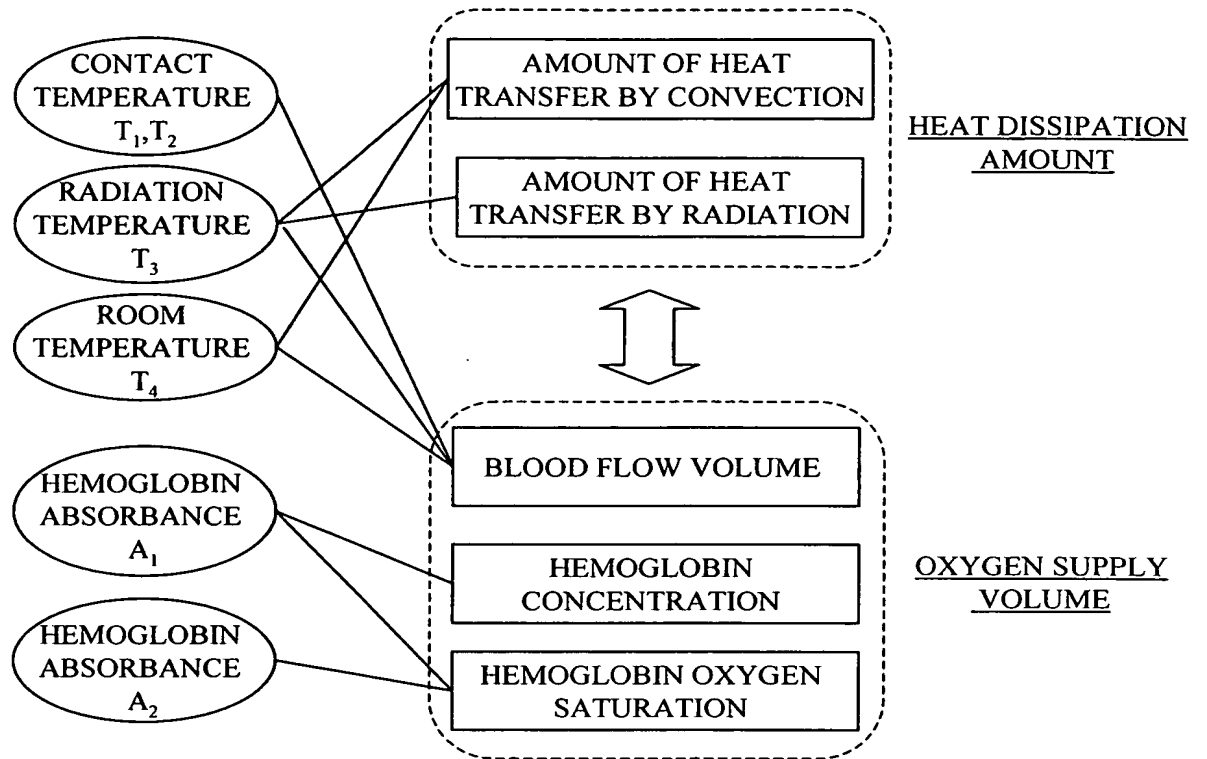 CONTACT
TEMPERATURE
T₁,T₂
RADIATION
TEMPERATURE
T₃
ROOM
TEMPERATURE
T₄
HEMOGLOBIN
ABSORBANCE
A₁
HEMOGLOBIN
ABSORBANCE
A₂
AMOUNT OF HEAT
TRANSFER BY CONVECTION
AMOUNT OF HEAT
TRANSFER BY RADIATION
HEAT DISSIPATION
AMOUNT
BLOOD FLOW VOLUME
HEMOGLOBIN
CONCENTRATION
HEMOGLOBIN OXYGEN
SATURATION
OXYGEN SUPPLY
VOLUME